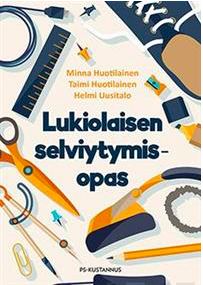 Minna Huotilainen
Taimi Huotilainen
Helmi Uusitalo
Lukiolaisen
selviytymis-
opas
PS-KUSTANNUS